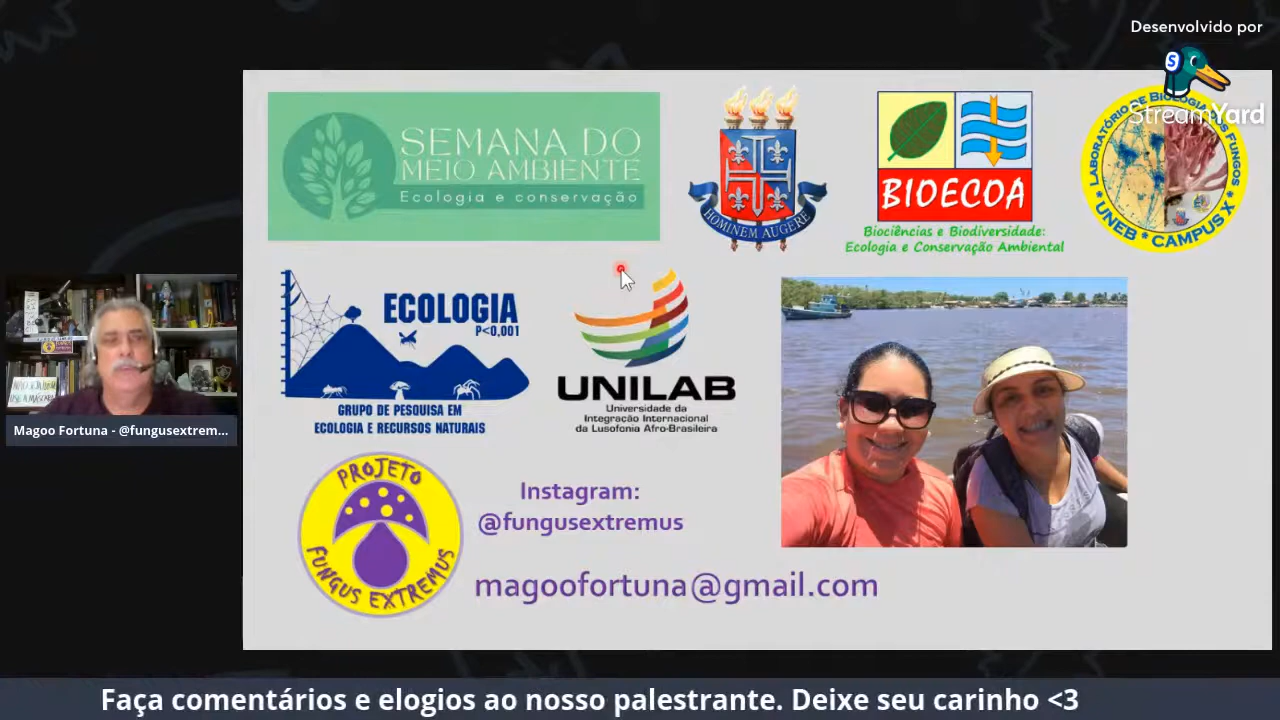 Desenvolvido por
StreamYard
SEMANA DO
MEIO AMBIENTE
Ecologia e conservação
HOMINEM AUGERE
BIOECOA
Biociências e Biodiversidade:
Ecologia e Conservação Ambiental
LABORATÓRIO DE BIOLOGIA DOS FUNGOS
* UNEB * CAMPUS X *
ECOLOGIA
P<0,001
GRUPO DE PESQUISA EM
ECOLOGIA E RECURSOS NATURAIS
UNILAB
Universidade da
Integração Internacional
da Lusofonia Afro-Brasileira
Magoo Fortuna - @fungusextrem...
PROJETO
FUNGUS EXTREMUS
Instagram:
@fungusextremus
magoofortuna@gmail.com
Faça comentários e elogios ao nosso palestrante. Deixe seu carinho <3